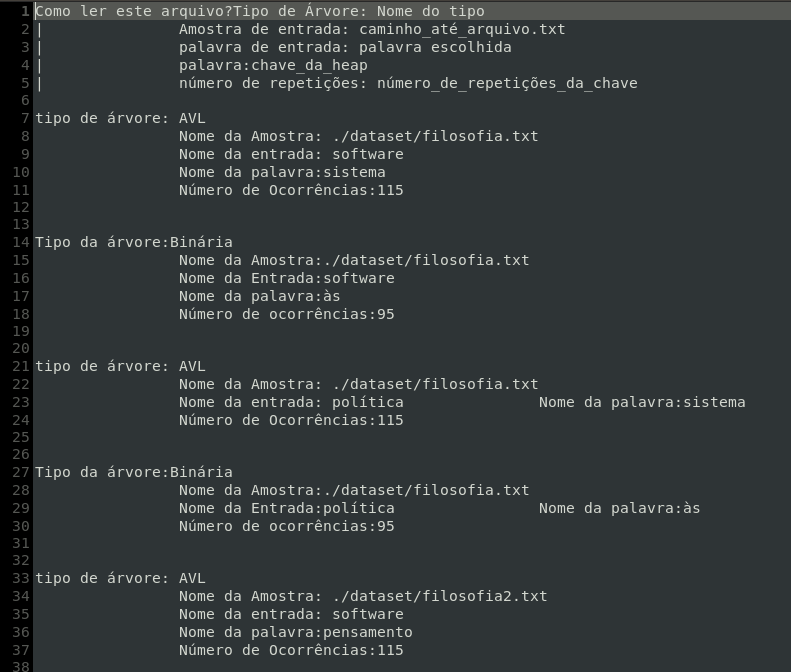 1 Como ler este arquivo?Tipo de Árvore: Nome do tipo
2 | Amostra de entrada: caminho_até_arquivo.txt
3 | palavra de entrada: palavra escolhida
4 | palavra:chave_da_heap
5 | número de repetições: número_de_repetições_da_chave
6
7 tipo de árvore: AVL
8 Nome da Amostra: ./dataset/filosofia.txt
9 Nome da entrada: software
10 Nome da palavra:sistema
11 Número de Ocorrências:115
12
13
14 Tipo da árvore:Binária
15 Nome da Amostra:./dataset/filosofia.txt
16 Nome da Entrada:software
17 Nome da palavra:às
18 Número de ocorrências:95
19
20
21 tipo de árvore: AVL
22 Nome da Amostra: ./dataset/filosofia.txt
23 Nome da entrada: política Nome da palavra:sistema
24 Número de Ocorrências:115
25
26
27 Tipo da árvore:Binária
28 Nome da Amostra:./dataset/filosofia.txt
29 Nome da Entrada:política Nome da palavra:às
30 Número de ocorrências:95
31
32
33 tipo de árvore: AVL
34 Nome da Amostra: ./dataset/filosofia2.txt
35 Nome da entrada: software
36 Nome da palavra:pensamento
37 Número de Ocorrências:115
38